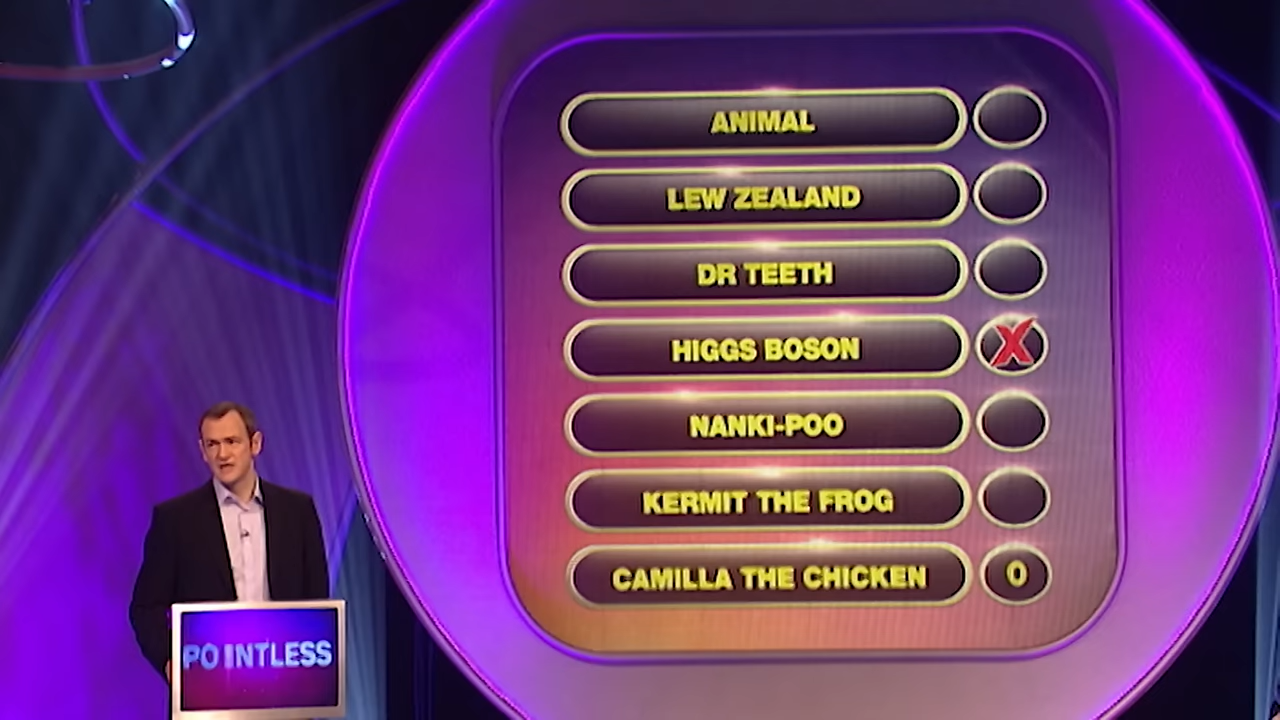 ANIMAL
LEW ZEALAND
DR TEETH
HIGGS BOSON X
NANKI-POO
KERMIT THE FROG
CAMILLA THE CHICKEN 0
POINTLESS